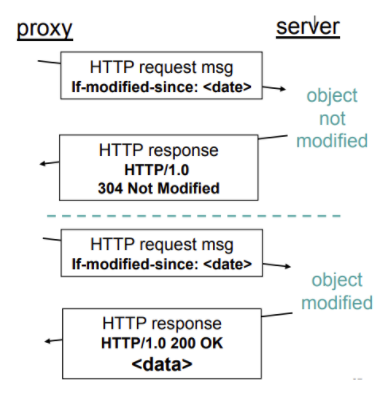 proxy server
HTTP request msg
If-modified-since: <date>
object
not
modified
HTTP response
HTTP/1.0
304 Not Modified
HTTP request msg
If-modified-since: <date>
object
modified
HTTP response
HTTP/1.0 200 OK
<data>